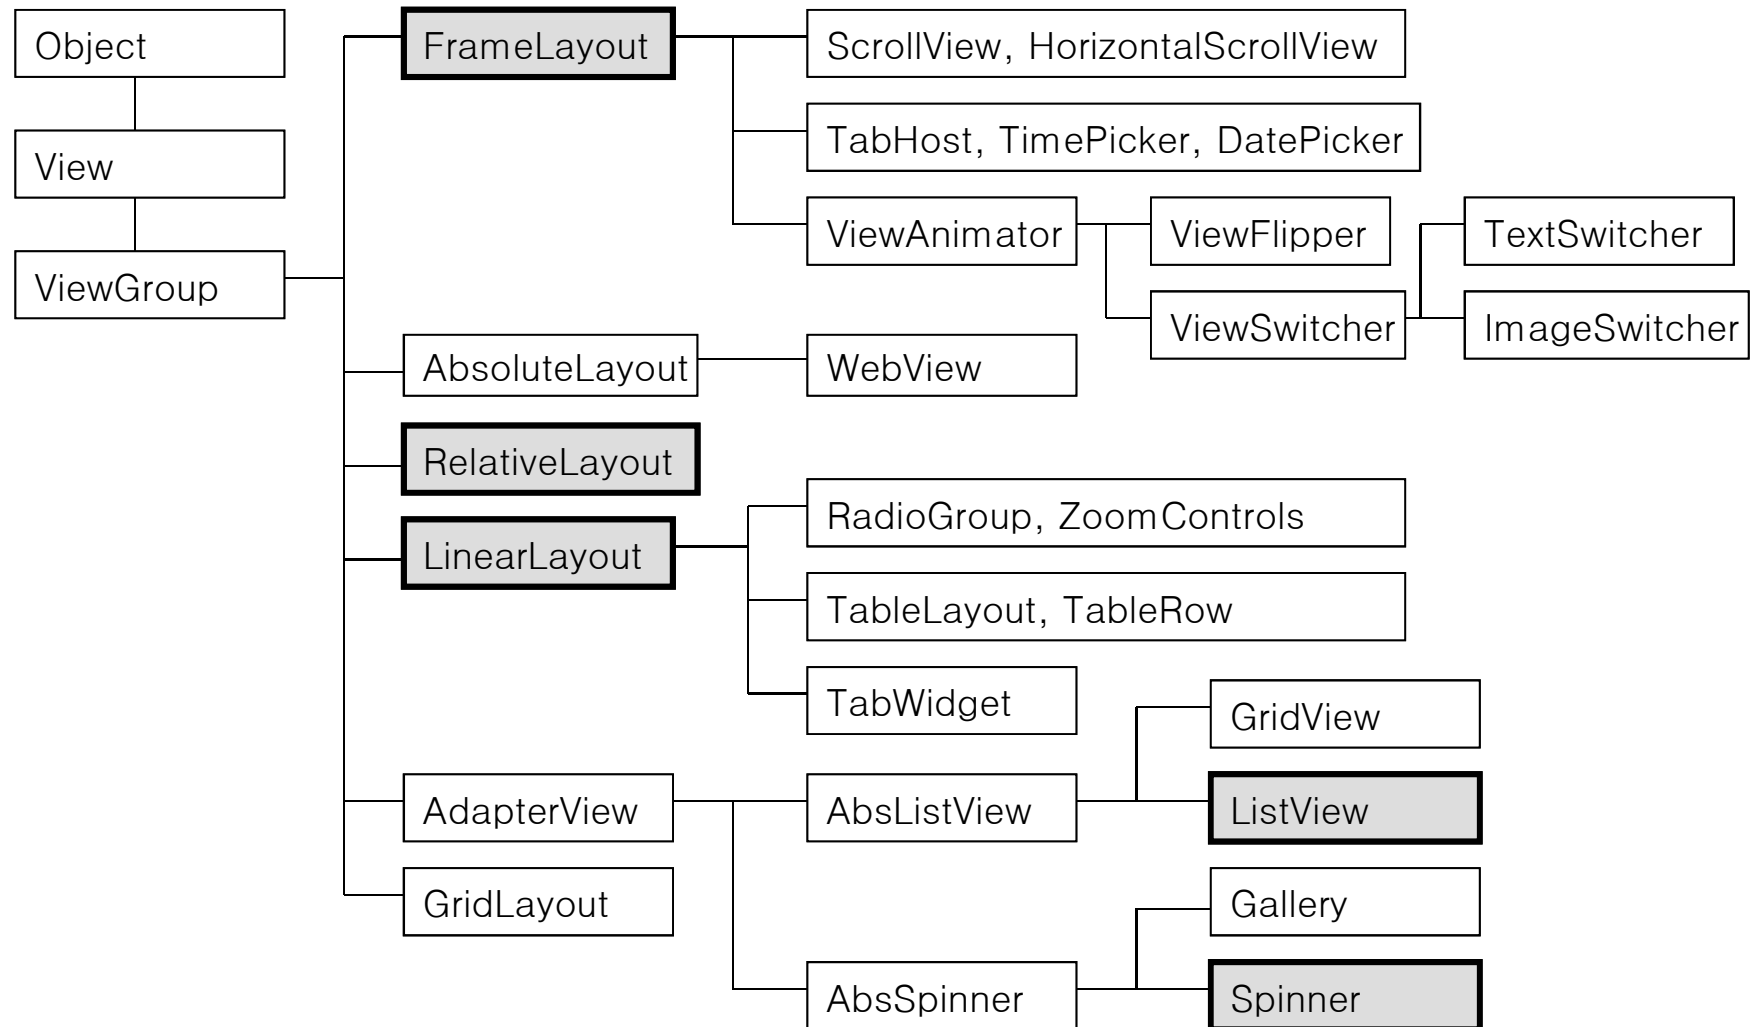 Object
View
ViewGroup
FrameLayout
ScrollView, HorizontalScrollView
TabHost, TimePicker, DatePicker
ViewAnimator
ViewFlipper
TextSwitcher
ViewSwitcher
ImageSwitcher
AbsoluteLayout
WebView
RelativeLayout
LinearLayout
RadioGroup, ZoomControls
TableLayout, TableRow
TabWidget
AdapterView
AbsListView
GridView
ListView
GridLayout
Gallery
AbsSpinner
Spinner